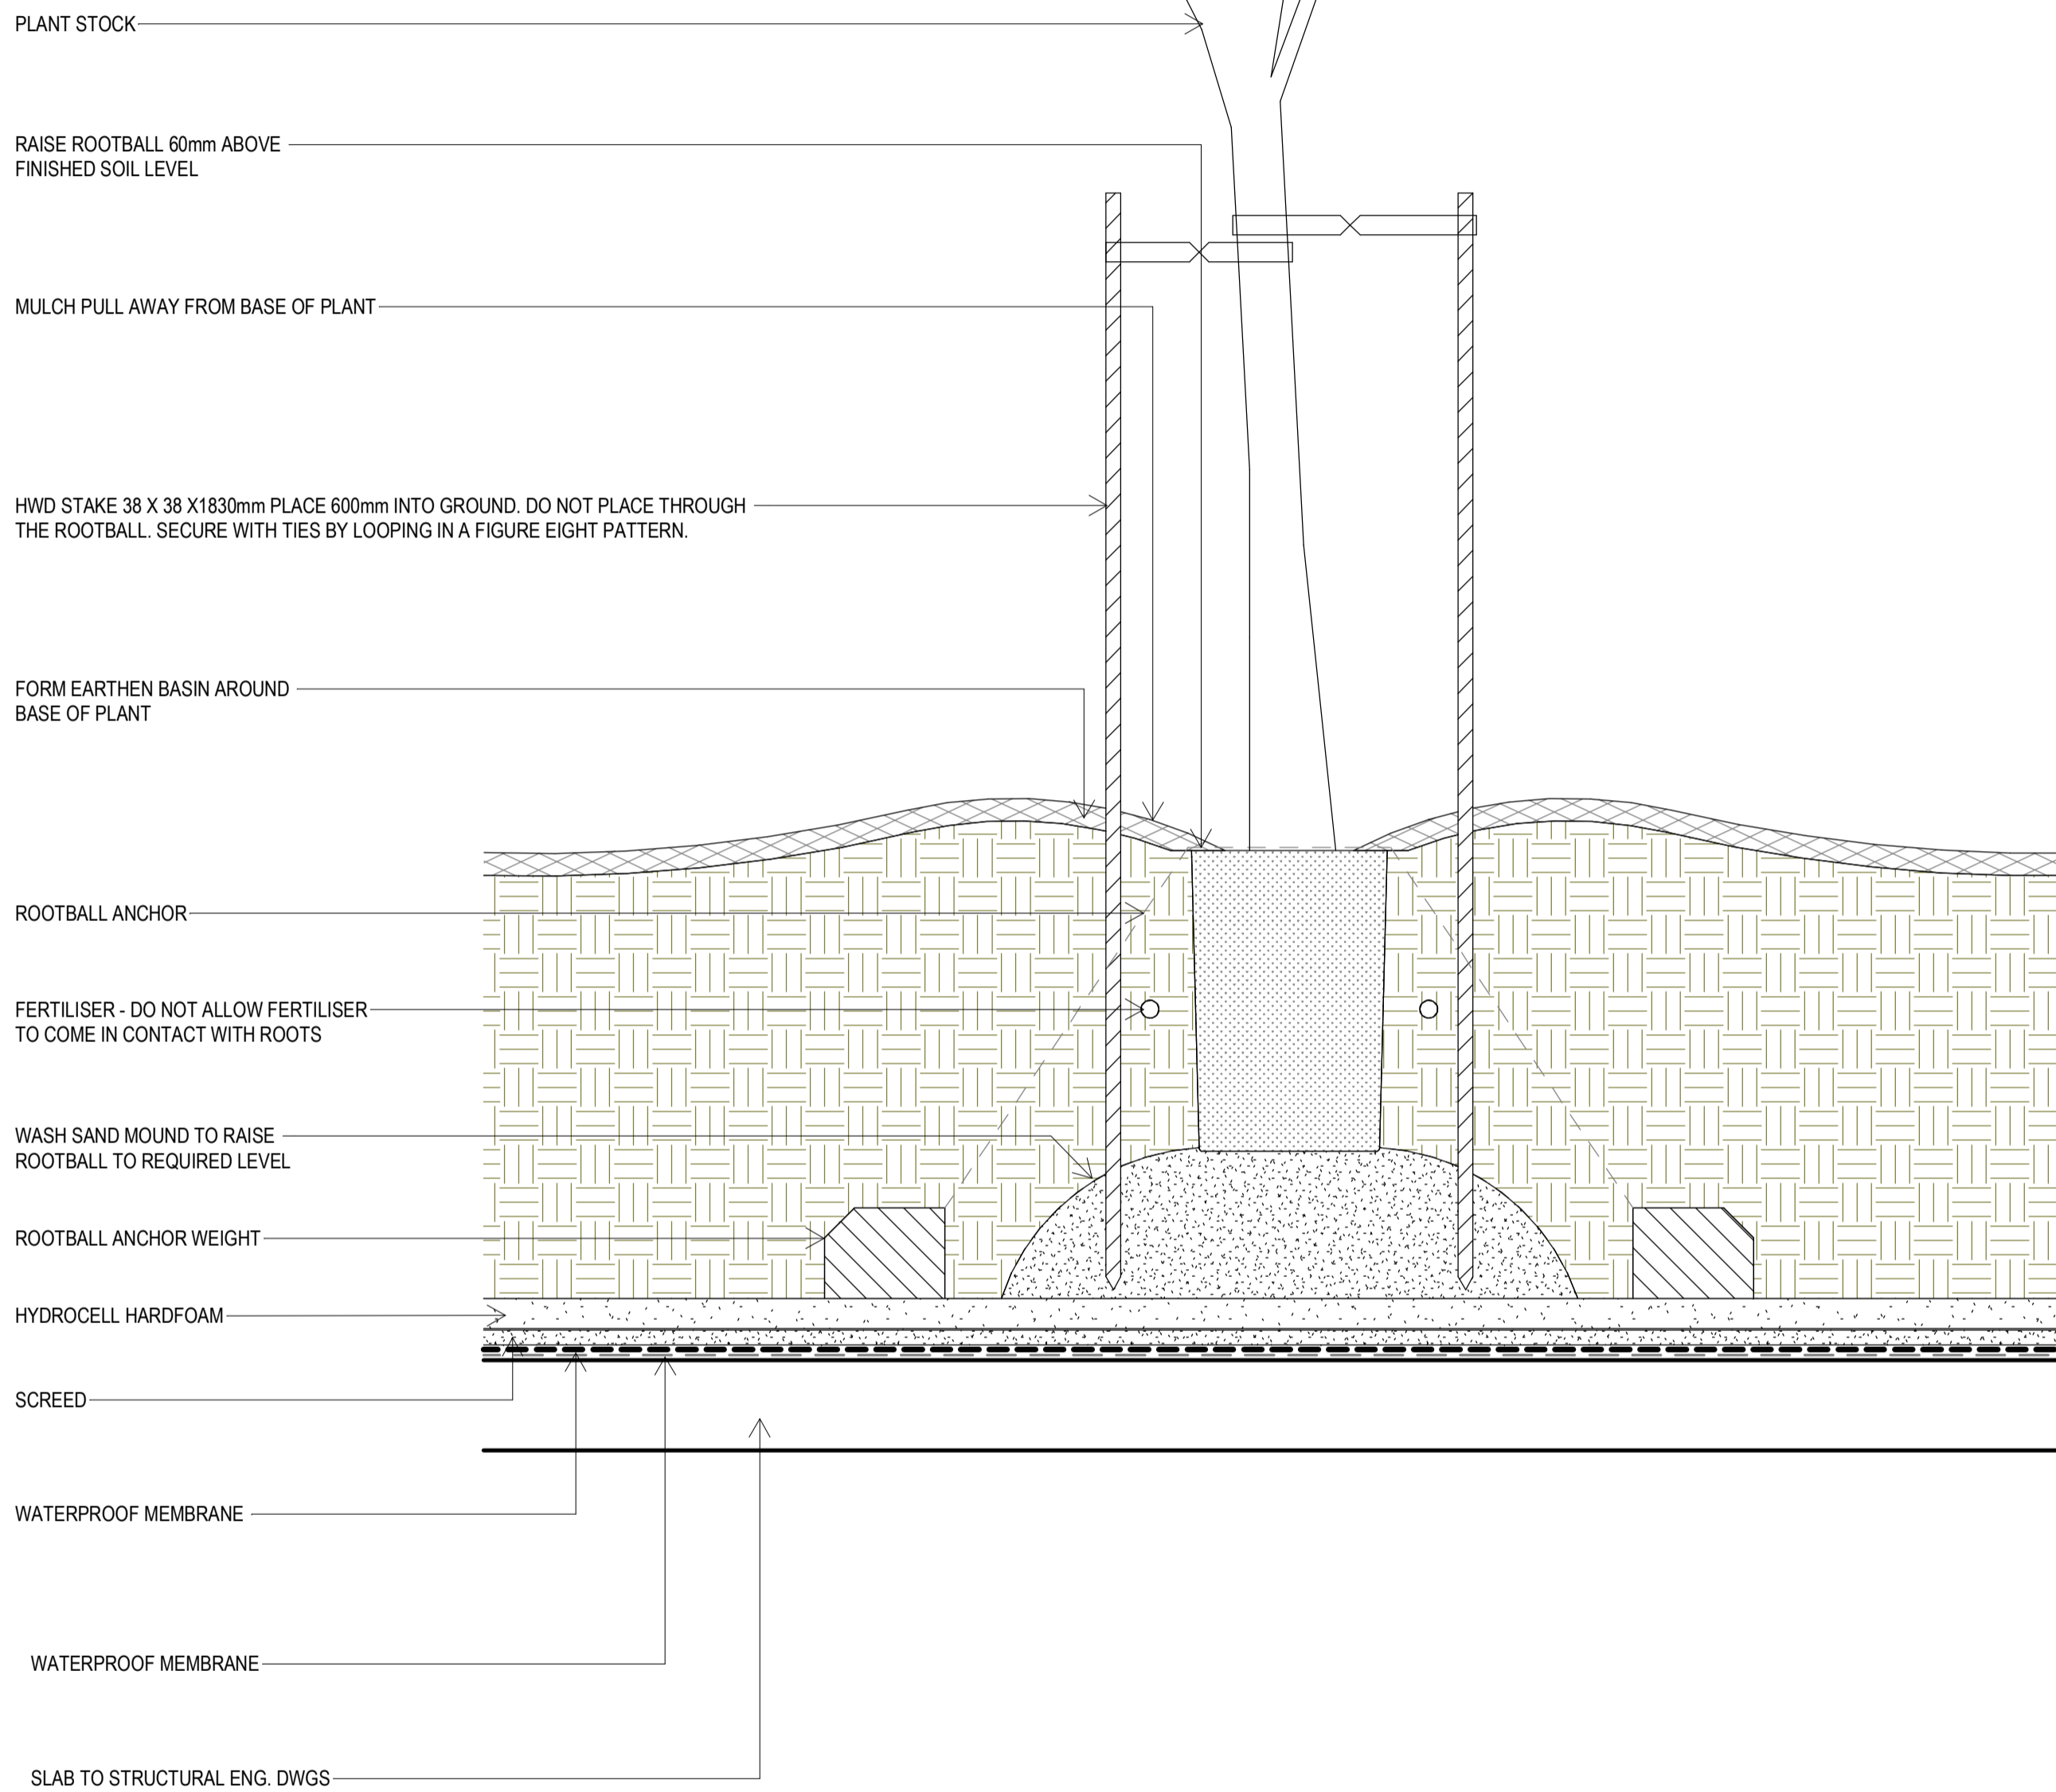 PLANT STOCK
RAISE ROOTBALL 60mm ABOVE
FINISHED SOIL LEVEL
MULCH PULL AWAY FROM BASE OF PLANT
HWD STAKE 38 X 38 X1830mm PLACE 600mm INTO GROUND. DO NOT PLACE THROUGH
THE ROOTBALL. SECURE WITH TIES BY LOOPING IN A FIGURE EIGHT PATTERN.
FORM EARTHEN BASIN AROUND
BASE OF PLANT
ROOTBALL ANCHOR
FERTILISER - DO NOT ALLOW FERTILISER
TO COME IN CONTACT WITH ROOTS
WASH SAND MOUND TO RAISE
ROOTBALL TO REQUIRED LEVEL
ROOTBALL ANCHOR WEIGHT
HYDROCELL HARDFOAM
SCREED
WATERPROOF MEMBRANE
WATERPROOF MEMBRANE
SLAB TO STRUCTURAL ENG. DWGS